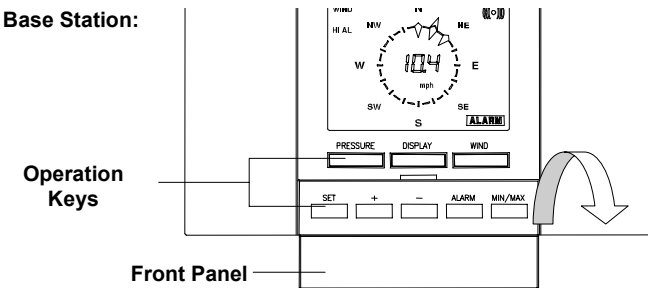 Base Station:
WIND
N
HI AL
NW
NE
W
10.4
E
mph
SW
SE
S
ALARM
PRESSURE DISPLAY WIND
Operation
Keys
SET + - ALARM MIN/MAX
Front Panel